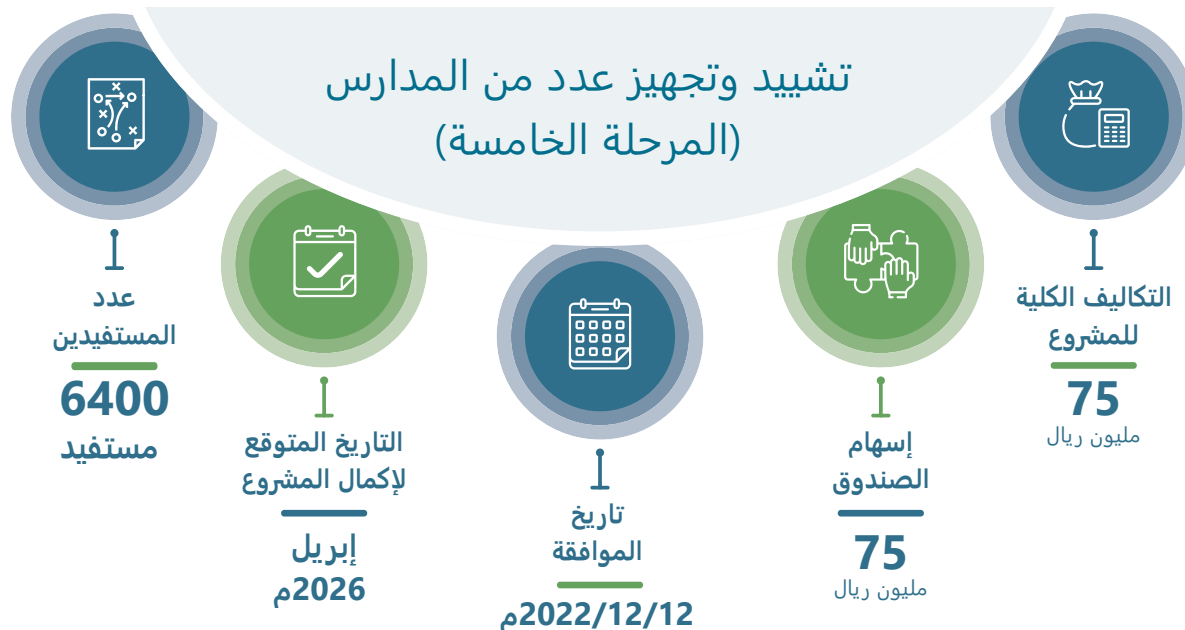 تشييد وتجهيز عدد من المدارس
(المرحلة الخامسة)
التكاليف الكلية
للمشروع
75
مليون ريال
إسهام
الصندوق
75
مليون ريال
تاريخ
الموافقة
2022/12/12م
التاريخ المتوقع
لإكمال المشروع
إبريل
2026م
عدد
المستفيدين
6400
مستفيد